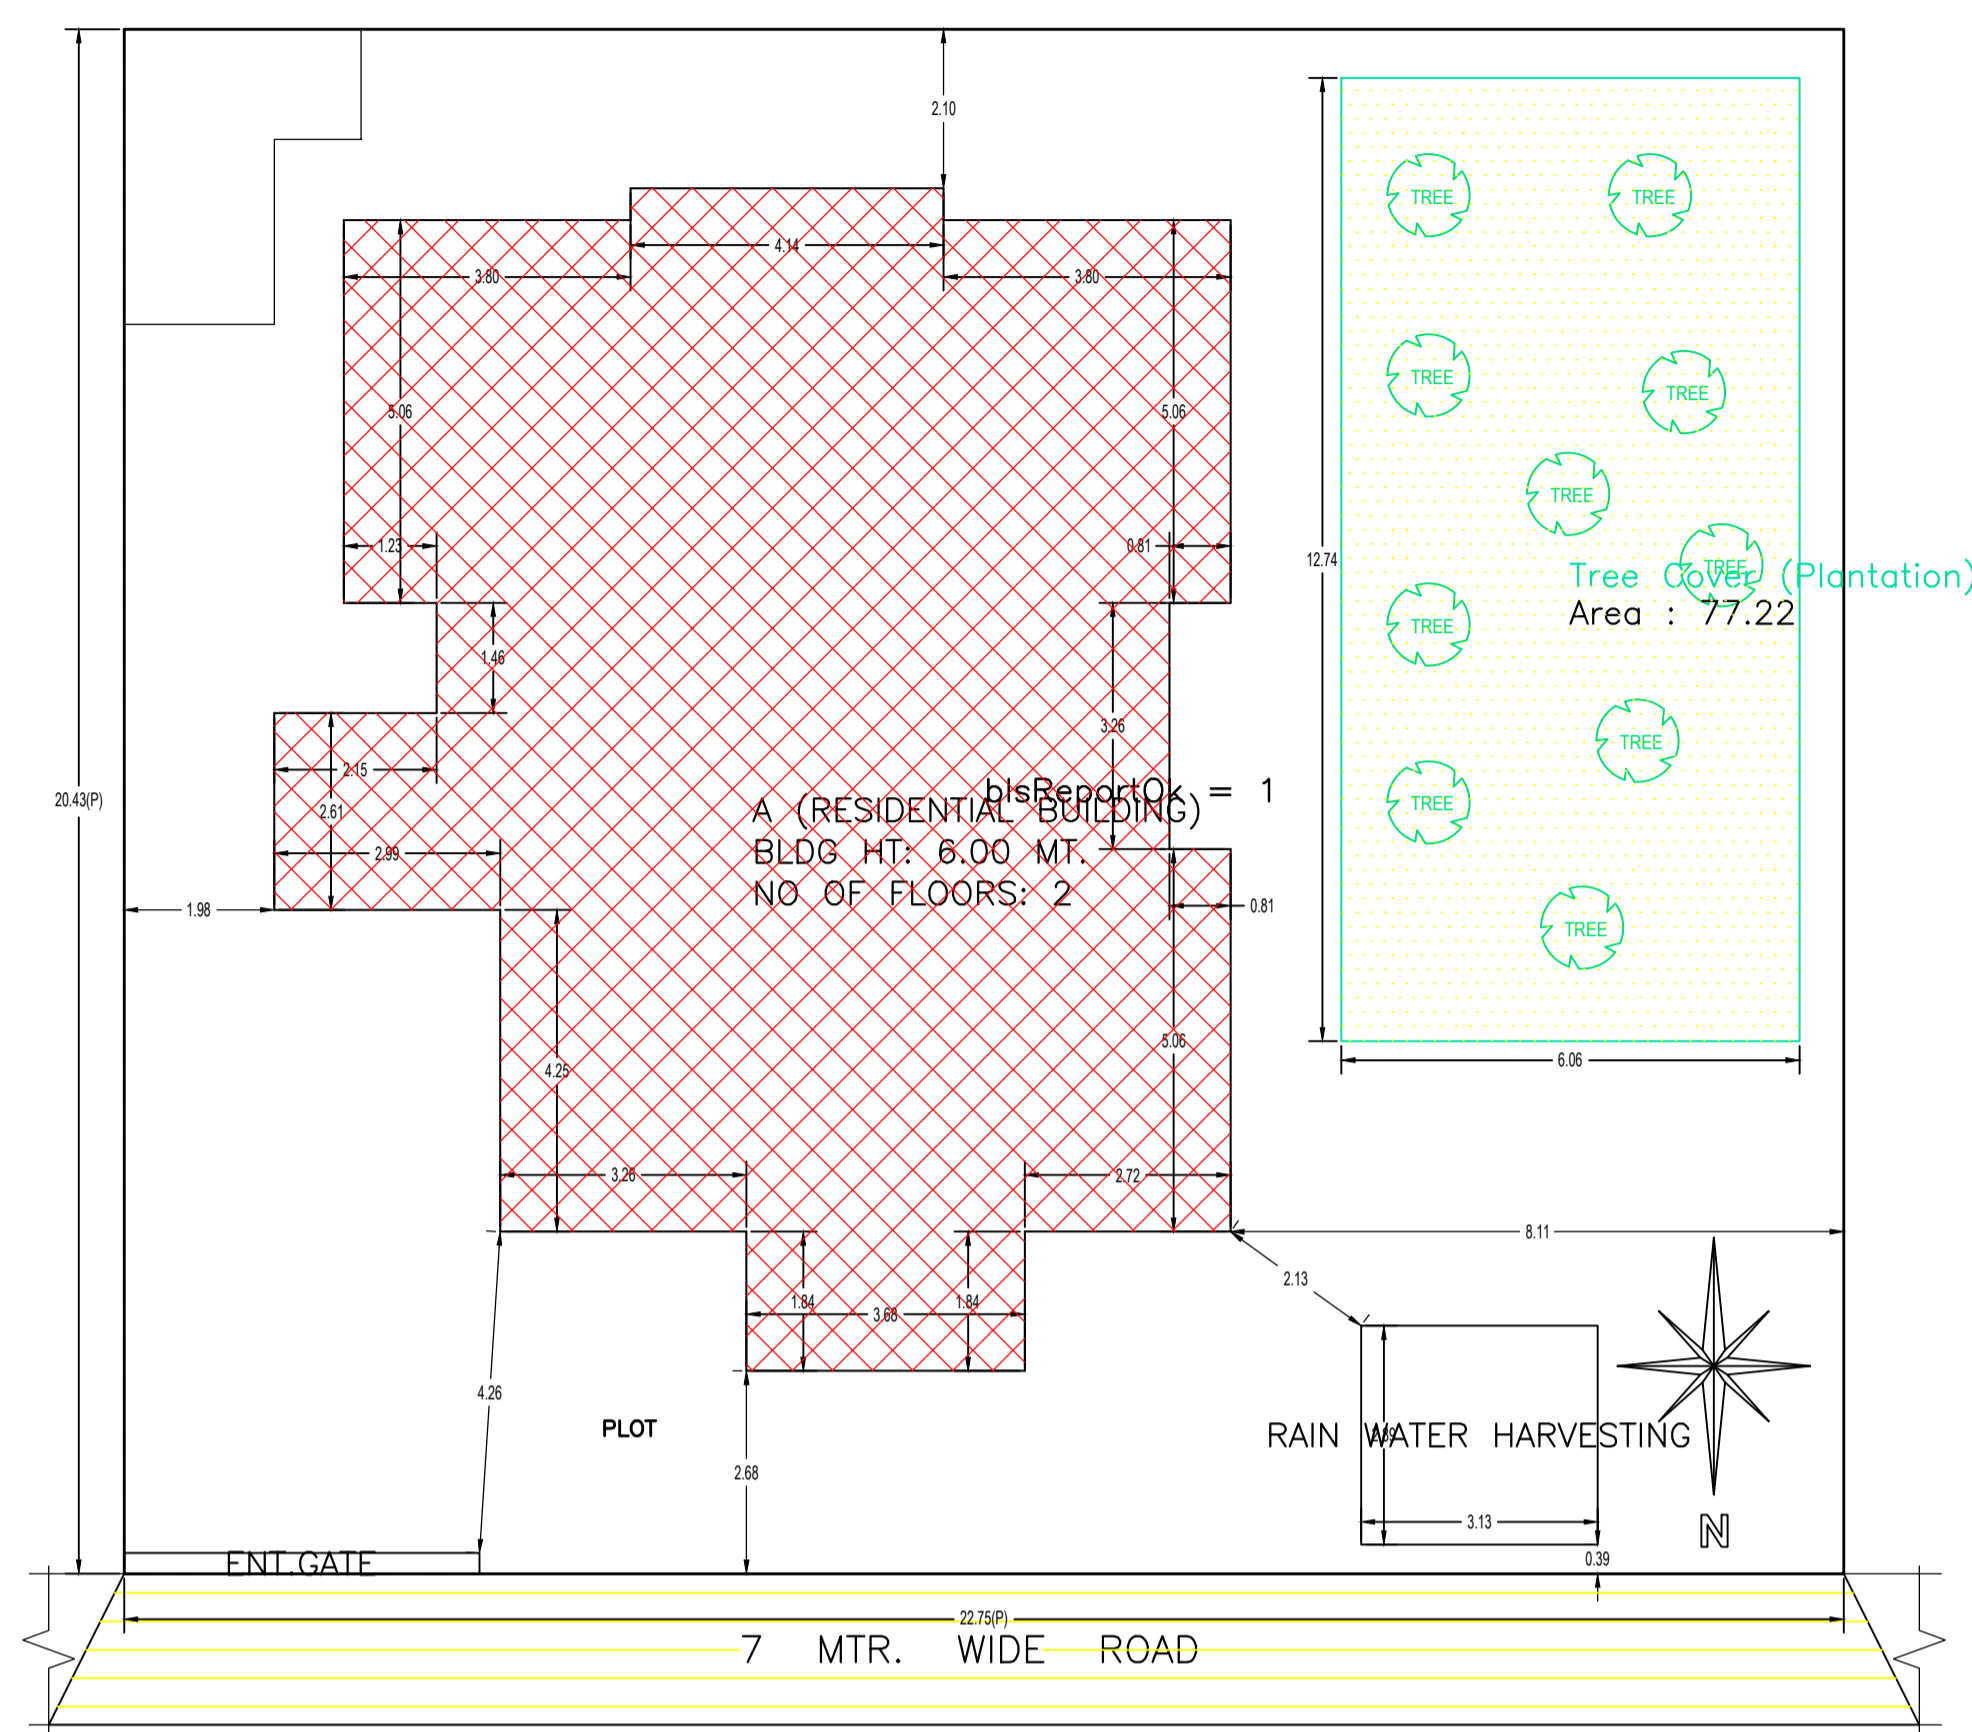 2.10
TREE
TREE
4.14
3.80
3.80
TREE
TREE
5.06
5.06
TREE
1.23
0.81
12.74
TREE
Tree Cover (Plantation)
Area : 77.22
TREE
1.46
3.26
TREE
2.15
bIsReportOk = 1
20.43(P)
2.61
A (RESIDENTIAL BUILDING)
TREE
2.99
BLDG HT: 6.00 MT.
NO OF FLOORS: 2
1.98
0.81
TREE
5.06
6.06
4.25
3.26
2.72
8.11
2.13
1.84
3.68
1.84
4.26
PLOT
RAIN WATER HARVESTING
2.68
3.13
N
ENT.GATE
0.39
22.75(P)
7 MTR. WIDE ROAD